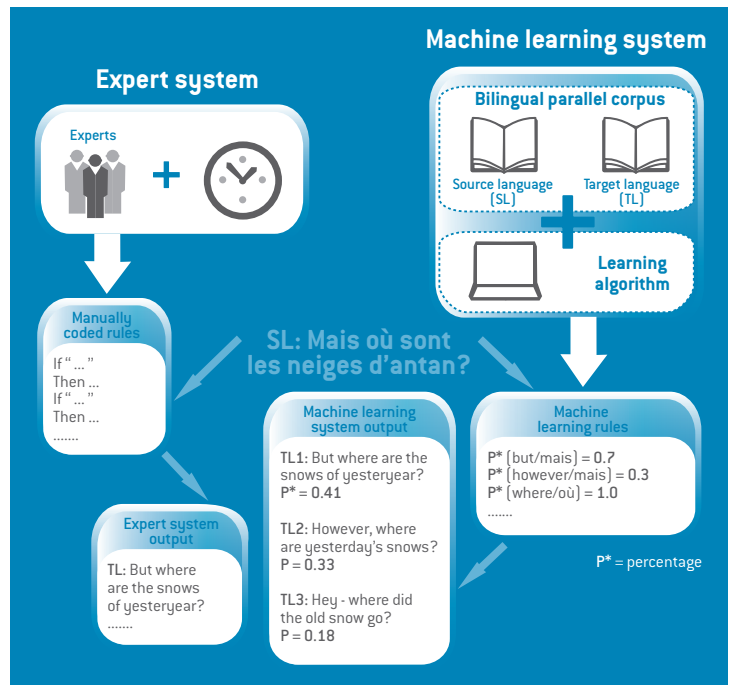 Expert system
Experts
Manually
coded rules
If “ ... ”
Then ...
If “ ... ”
Then ...
.......
Expert system
output
TL: But where
are the snows
of yesteryear?
.......
SL: Mais où sont
les neiges d’antan?
Machine learning system
Bilingual parallel corpus
Source language
(SL)
Target language
(TL)
Learning
algorithm
Machine
learning rules
P* (but/mais) = 0.7
P* (however/mais) = 0.3
P* (where/où) = 1.0
.......
P* = percentage
Machine learning
system output
TL1: But where are the
snows of yesteryear?
P* = 0.41
TL2: However, where
are yesterday's snows?
P = 0.33
TL3: Hey - where did
the old snow go?
P = 0.18